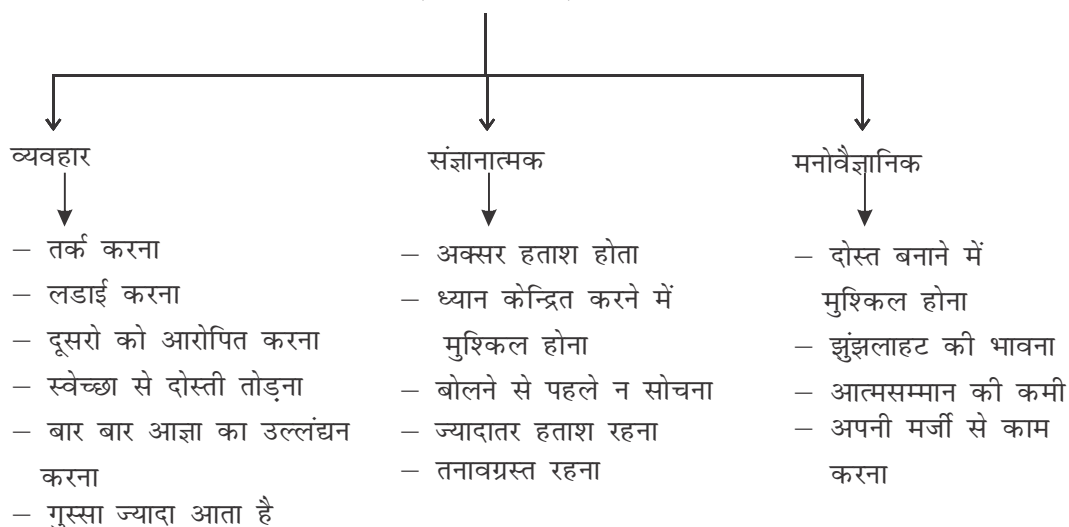 व्यवहार
– तर्क करना
– लडाई करना
– दूसरो को आरोपित करना
– स्वेच्छा से दोस्ती तोड़ना
– बार बार आज्ञा का उल्लंद्यन
करना
– गुस्सा ज्यादा आता है
संज्ञानात्मक
– अक्सर हताश होता
– ध्यान केन्द्रित करने में
मुश्किल होना
– बोलने से पहले न सोचना
– ज्यादातर हताश रहना
– तनावग्रस्त रहना
मनोवैज्ञानिक
– दोस्त बनाने में
मुश्किल होना
– झुंझलाहट की भावना
– आत्मसम्मान की कमी
– अपनी मर्जी से काम
करना